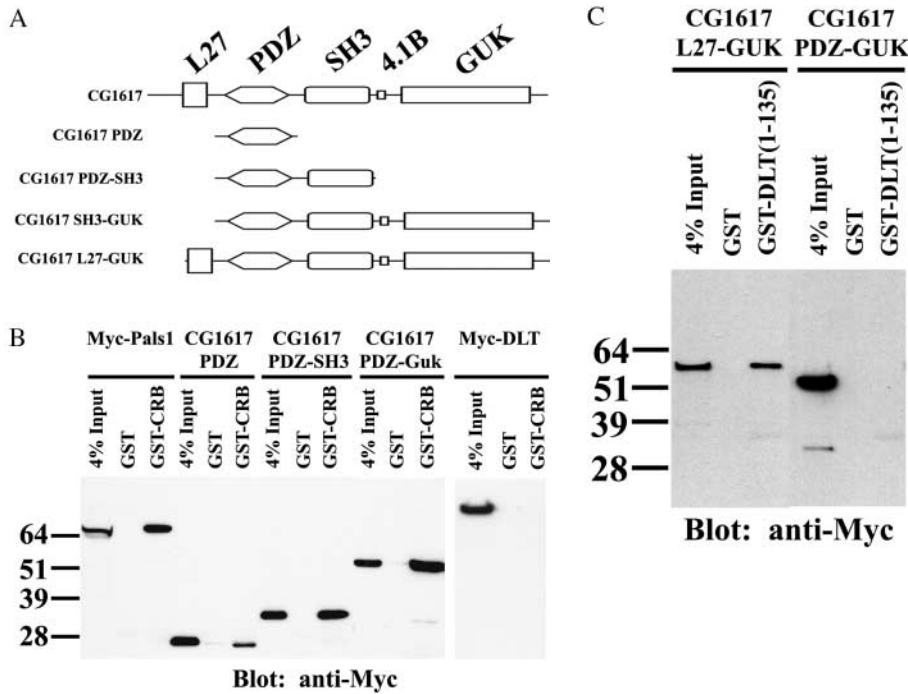 A
L27 PDZ SH3 4.1B GUK
CG1617
CG1617 PDZ
CG1617 PDZ-SH3
CG1617 SH3-GUK
CG1617 L27-GUK
B
Myc-Pals1
CG1617
PDZ
CG1617
PDZ-SH3
CG1617
PDZ-Guk
Myc-DLT
4% Input
GST
GST-CRB
4% Input
GST
GST-CRB
4% Input
GST
GST-CRB
4% Input
GST
GST-CRB
4% Input
GST
GST-CRB
64
51
39
28
Blot: anti-Myc
C
CG1617
L27-GUK
CG1617
PDZ-GUK
4% Input
GST
GST-DLT(1-135)
4% Input
GST
GST-DLT(1-135)
64
51
39
28
Blot: anti-Myc